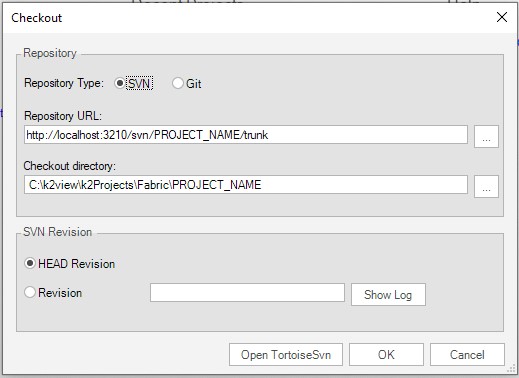 Checkout
Repository
Repository Type: SVN Git
Repository URL:
http://localhost:3210/svn/PROJECT_NAME/trunk
...
Checkout directory:
C:\k2view\k2Projects\Fabric\PROJECT_NAME
...
SVN Revision
HEAD Revision
Revision
Show Log
Open TortoiseSvn OK Cancel